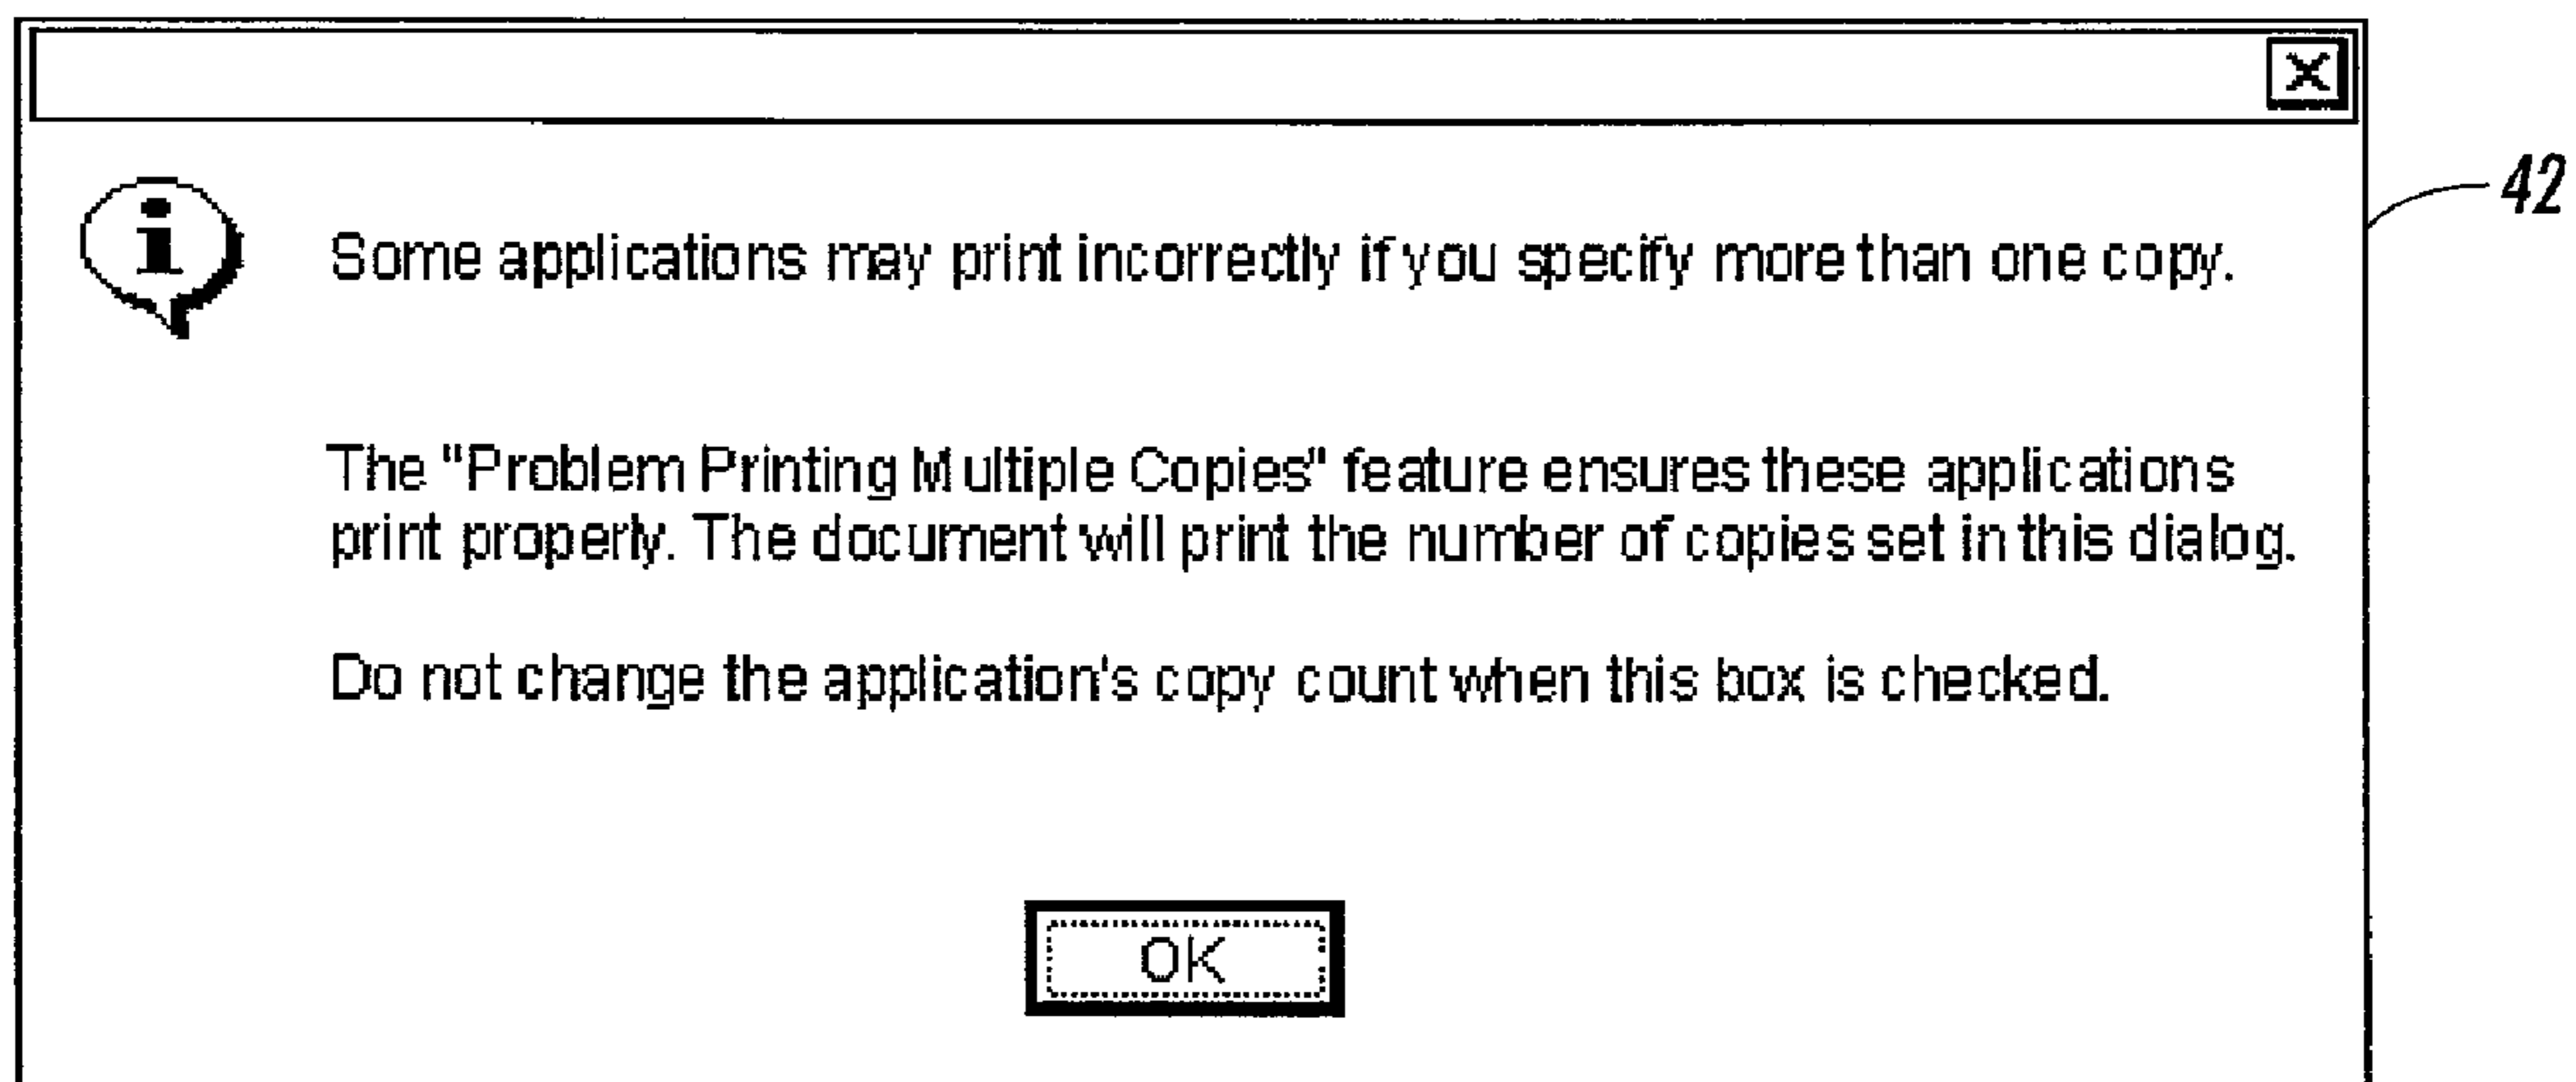 42
Some applications may print incorrectly if you specify more than one copy.
The "Problem Printing Multiple Copies" feature ensures these applications
print properly. The document will print the number of copies set in this dialog.
Do not change the application's copy count when this box is checked.
OK